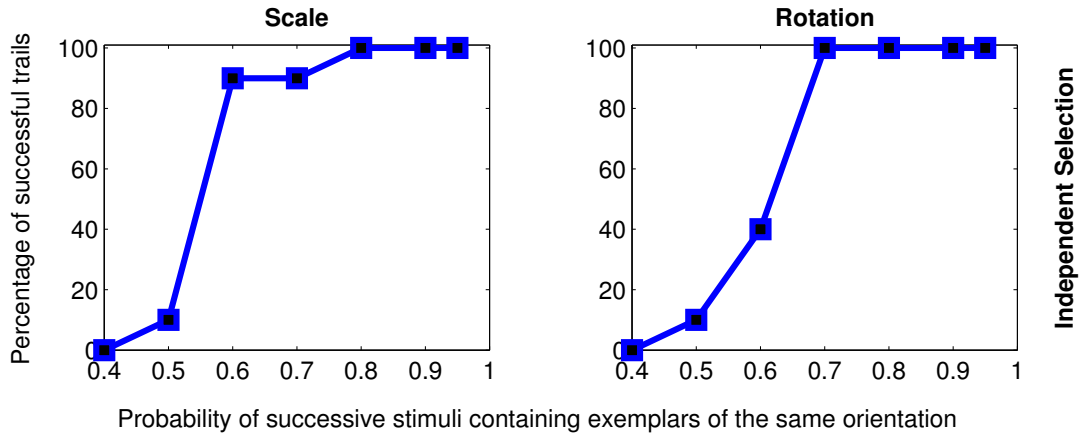 Scale
Rotation
Percentage of successful trails
100
80
60
40
20
0
0.4 0.5 0.6 0.7 0.8 0.9 1
100
80
60
40
20
0
0.4 0.5 0.6 0.7 0.8 0.9 1
Independent Selection
Probability of successive stimuli containing exemplars of the same orientation